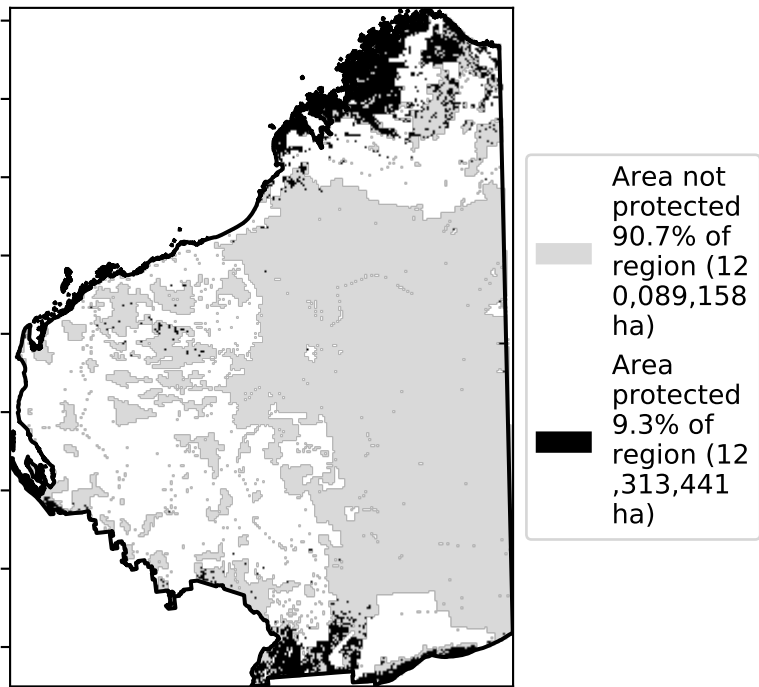 Area not
protected
90.7% of
region (12
0,089,158
ha)
Area
protected
9.3% of
region (12
,313,441
ha)